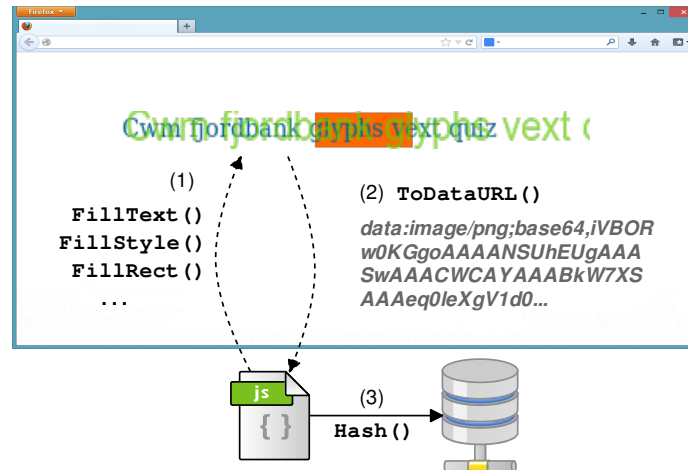 Firefox
Cwm fjordbank glyphs vext quiz
Cwm fjordbank glyphs vext
(1)
FillText()
FillStyle()
FillRect()
...
(2) ToDataURL()
data:image/png;base64,iVBOR
w0KGgoAAAANSUhEUgAAA
SwAAACWCAYAAABkW7XS
AAAeq0leXgV1d0...
js
{ }
(3)
Hash()